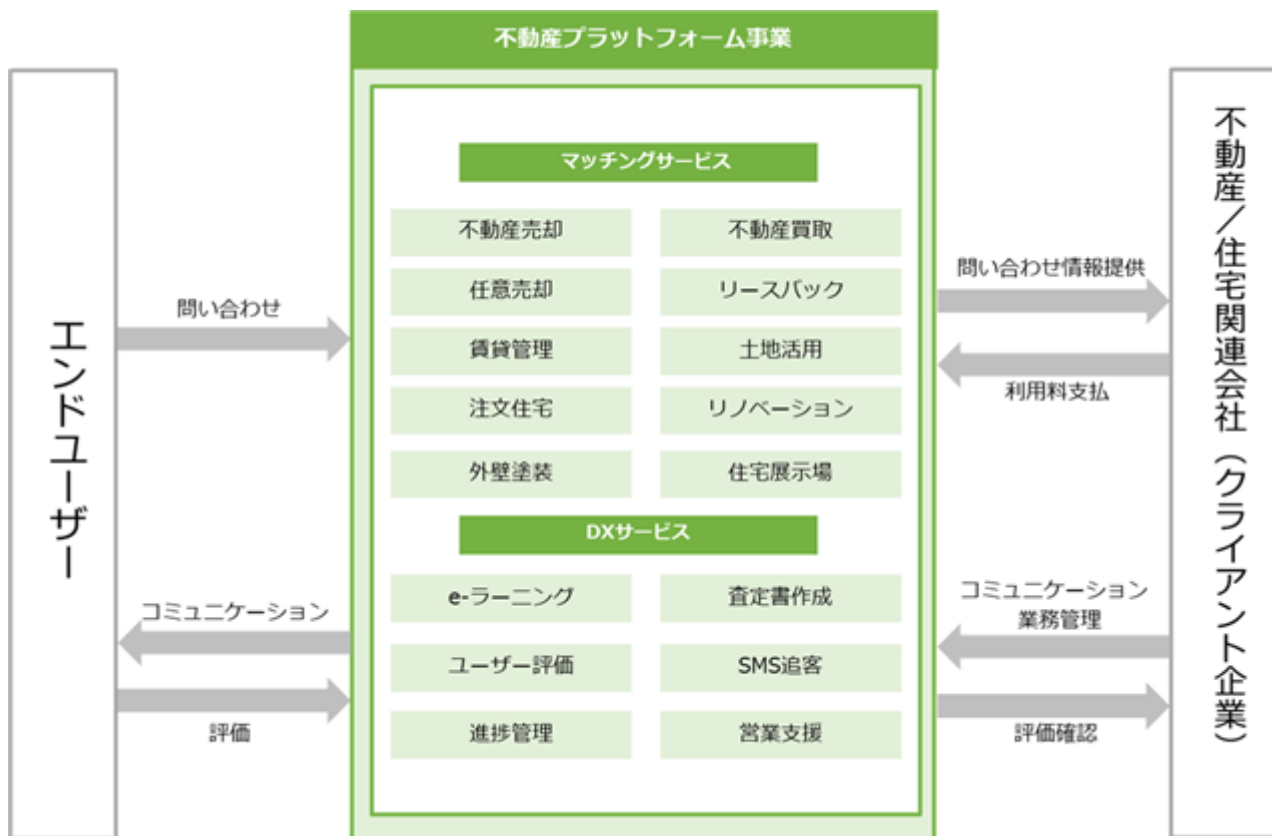 不動産プラットフォーム事業
エンドユーザー
問い合わせ
コミュニケーション
評価
マッチングサービス
不動産売却
不動産買取
任意売却
リースバック
賃貸管理
土地活用
注文住宅
リノベーション
外壁塗装
住宅展示場
DXサービス
e-ラーニング
査定書作成
ユーザー評価
SMS追客
進捗管理
営業支援
問い合わせ情報提供
利用料支払
コミュニケーション
業務管理
評価確認
不動産/住宅関連会社(クライアント企業)